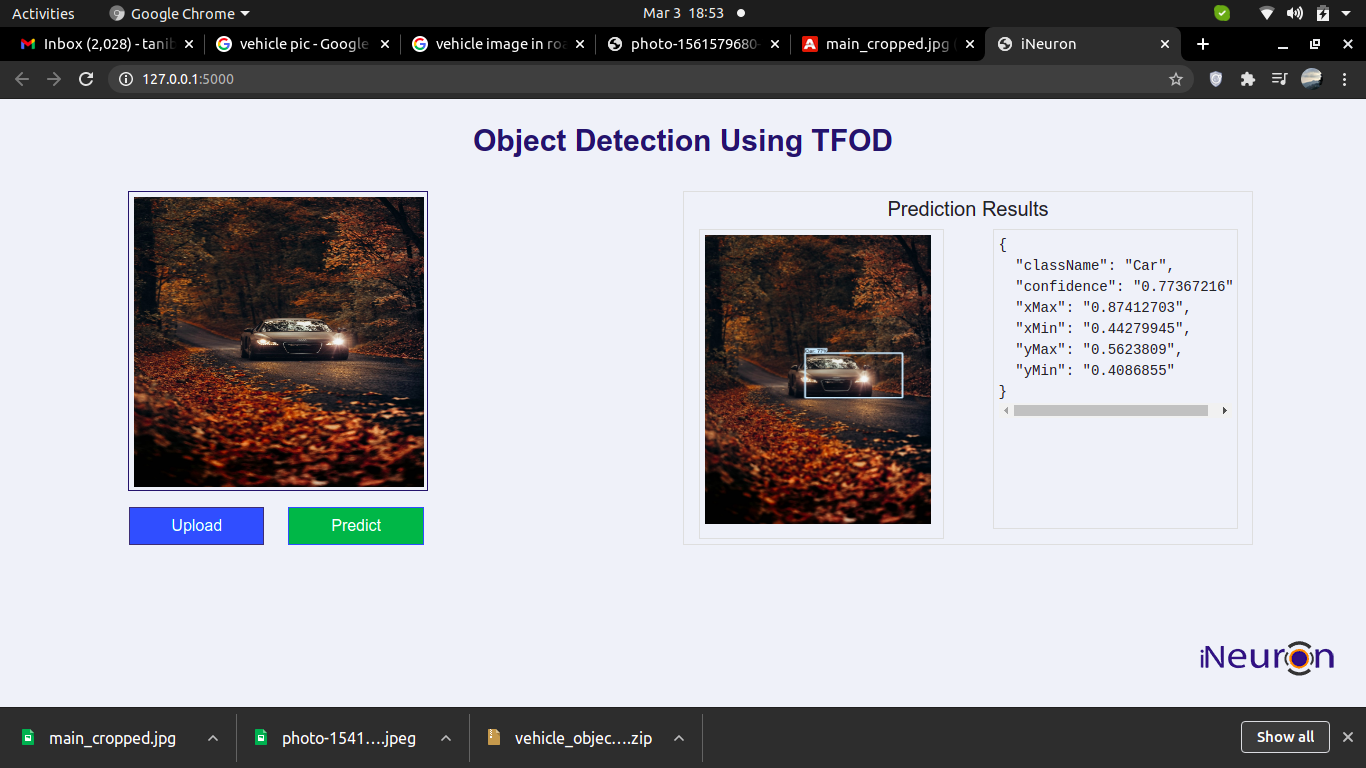 Activities
Google Chrome
Mar 3 18:53
Inbox (2,028) - tanib
vehicle pic - Google
vehicle image in roa
photo-1561579680-
main_cropped.jpg (
iNeuron
127.0.0.1:5000
Object Detection Using TFOD
Prediction Results
{
"className": "Car",
"confidence": "0.77367216"
"xMax": "0.87412703",
"xMin": "0.44279945",
"yMax": "0.5623809",
"yMin": "0.4086855"
}
Car: 77%
Upload
Predict
iNeuron
main_cropped.jpg
photo-1541....jpeg
vehicle_objec....zip
Show all